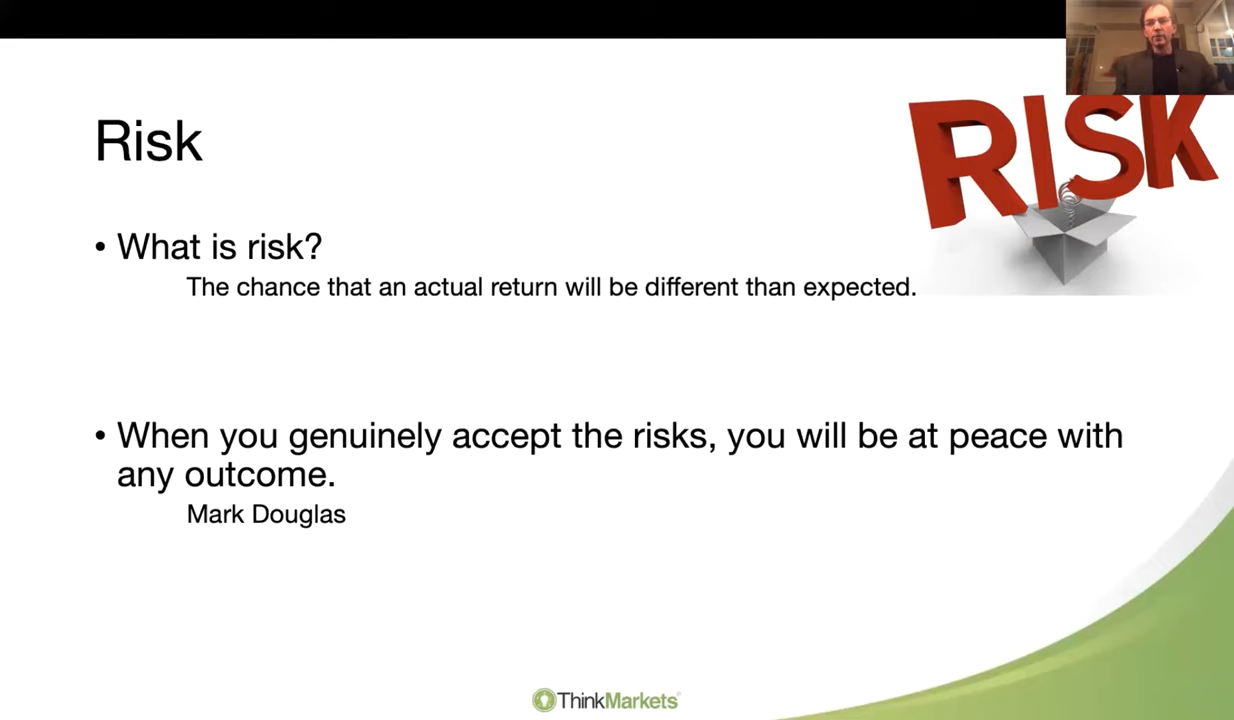 RISK
Risk
• What is risk?
The chance that an actual return will be different than expected.
• When you genuinely accept the risks, you will be at peace with
any outcome.
Mark Douglas
ThinkMarkets